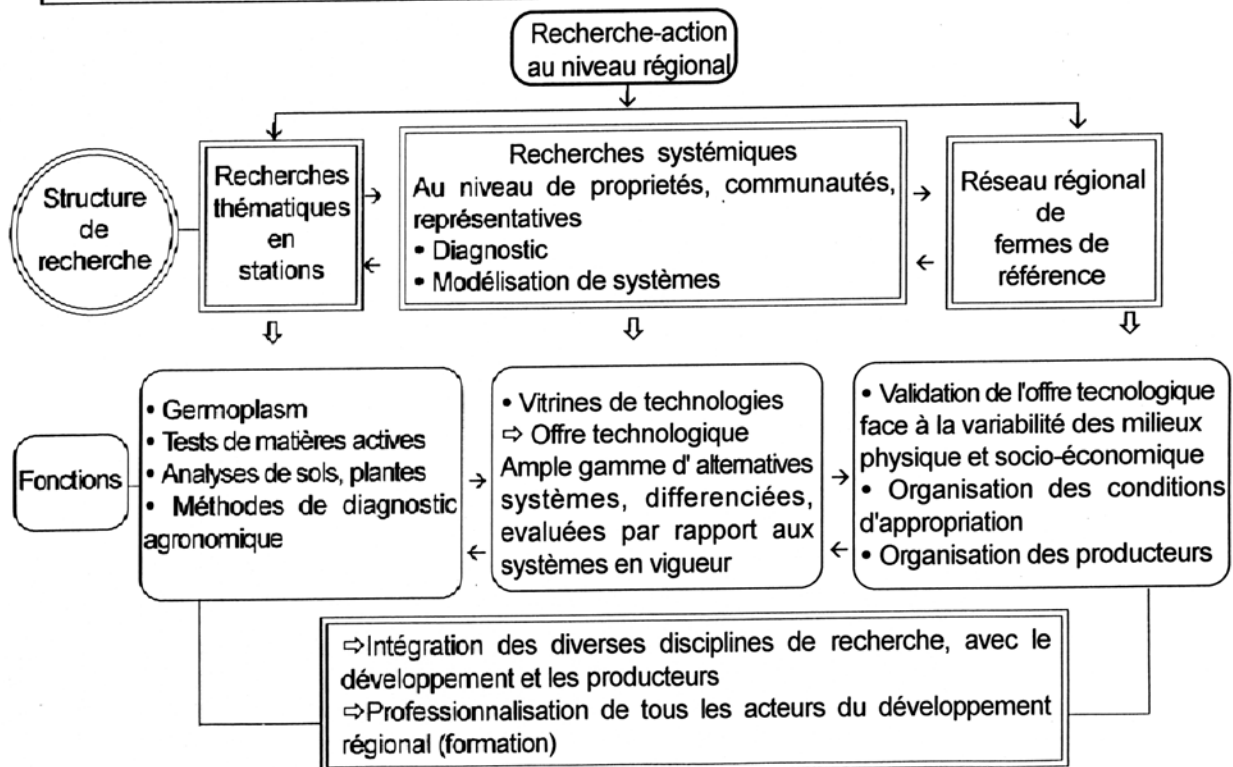 Recherche-action
au niveau régional
Structure
de
recherche
Recherches
thématiques
en
stations
Recherches systémiques
Au niveau de proprietés, communautés,
représentatives
• Diagnostic
• Modélisation de systèmes
Réseau régional
de
fermes de
référence
Fonctions
• Germoplasm
• Tests de matières actives
• Analyses de sols, plantes
• Méthodes de diagnostic
agronomique
• Vitrines de technologies
⇨ Offre technologique
Ample gamme d' alternatives
systèmes, differenciées,
evaluées par rapport aux
systèmes en vigueur
• Validation de l'offre tecnologique
face à la variabilité des milieux
physique et socio-économique
• Organisation des conditions
d'appropriation
• Organisation des producteurs
⇨Intégration des diverses disciplines de recherche, avec le
développement et les producteurs
⇨Professionnalisation de tous les acteurs du développement
régional (formation)